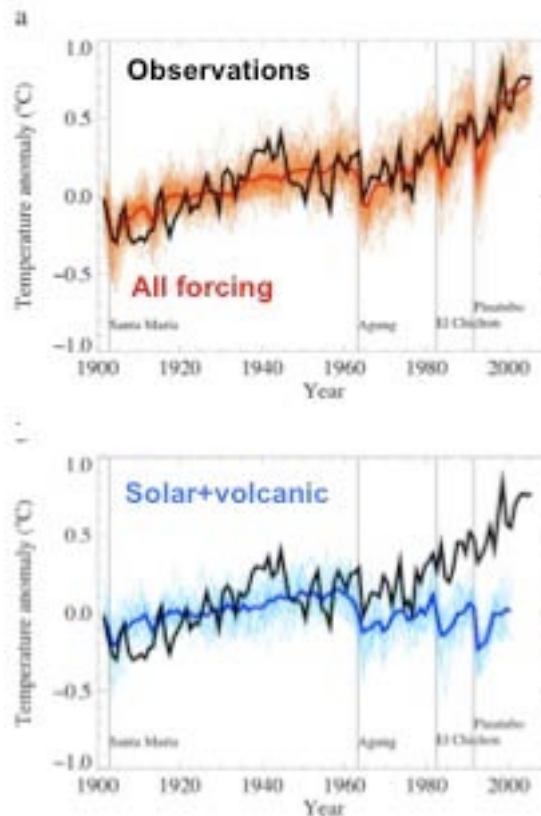 a
Observations
Temperature anomaly (°C)
1.0
0.5
0.0
−0.5
−1.0
All forcing
Santa Maria
Agung
El Chichon
Pinatubo
1900
1920
1940
1960
1980
2000
Year
Solar+volcanic
Temperature anomaly (°C)
1.0
0.5
0.0
−0.5
−1.0
Santa Maria
Agung
El Chichon
Pinatubo
1900
1920
1940
1960
1980
2000
Year